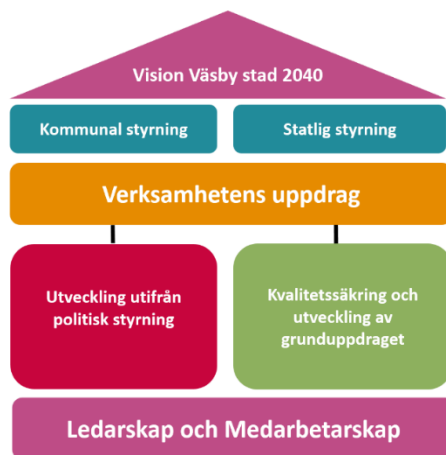 Vision Väsby stad 2040
Kommunal styrning
Statlig styrning
Verksamhetens uppdrag
Utveckling utifrån
politisk styrning
Kvalitetssäkring och
utveckling av
grunduppdraget
Ledarskap och Medarbetarskap